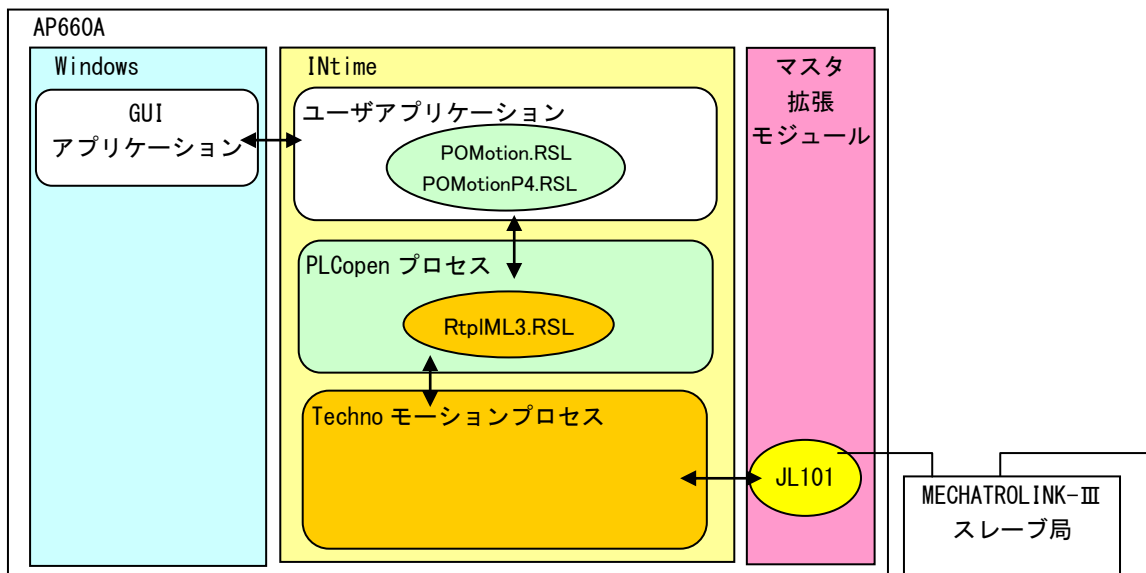 AP660A
Windows
GUI
アプリケーション
INtime
ユーザアプリケーション
POMotion.RSL
POMotionP4.RSL
PLCopen プロセス
RtplML3.RSL
Techno モーションプロセス
マスタ
拡張
モジュール
JL101
MECHATROLINK-Ⅲ
スレーブ局